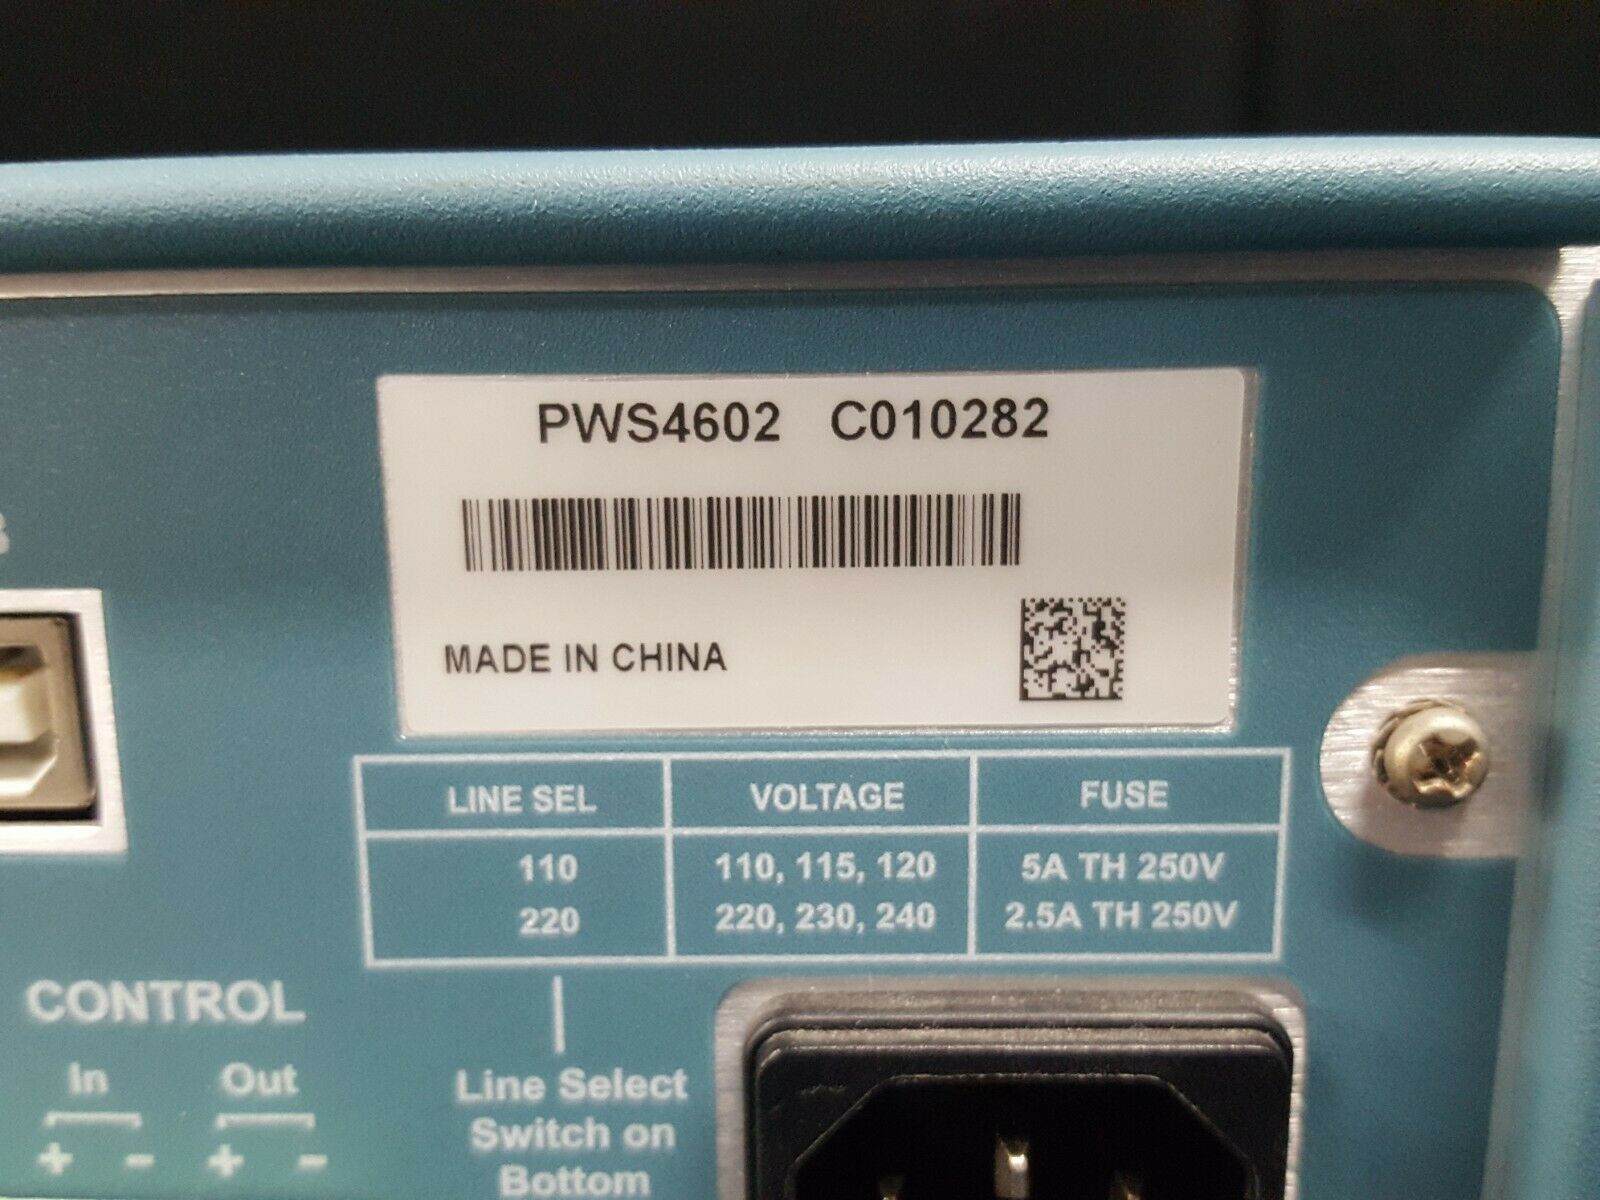 PWS4602 C010282
MADE IN CHINA
LINE SEL VOLTAGE FUSE
110 110, 115, 120 5A TH 250V
220 220, 230, 240 2.5A TH 250V
CONTROL
In Out
+ - + -
Line Select
Switch on
Bottom